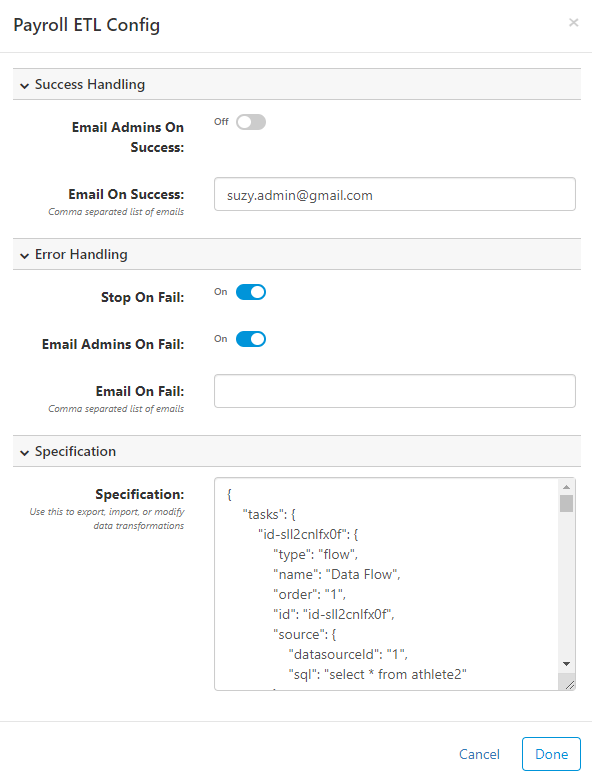 Payroll ETL Config
×
Success Handling
Email Admins On
Success:
Off
Email On Success:
Comma separated list of emails
suzy.admin@gmail.com
Error Handling
Stop On Fail:
On
Email Admins On Fail:
On
Email On Fail:
Comma separated list of emails
Specification
Specification:
Use this to export, import, or modify
data transformations
{
"tasks": {
"id-sll2cnlfx0f": {
"type": "flow",
"name": "Data Flow",
"order": "1",
"id": "id-sll2cnlfx0f",
"source": {
"datasourceId": "1",
"sql": "select * from athlete2"
Cancel
Done